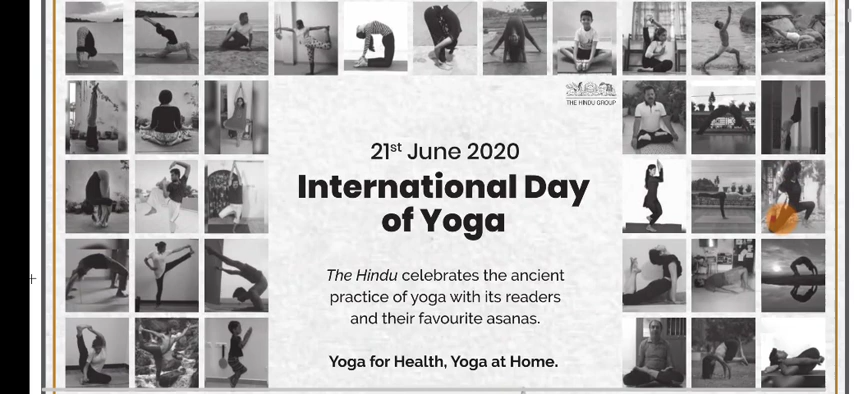 THE HINDU GROUP
21st June 2020
International Day
of Yoga
The Hindu celebrates the ancient
practice of yoga with its readers
and their favourite asanas.
Yoga for Health, Yoga at Home.